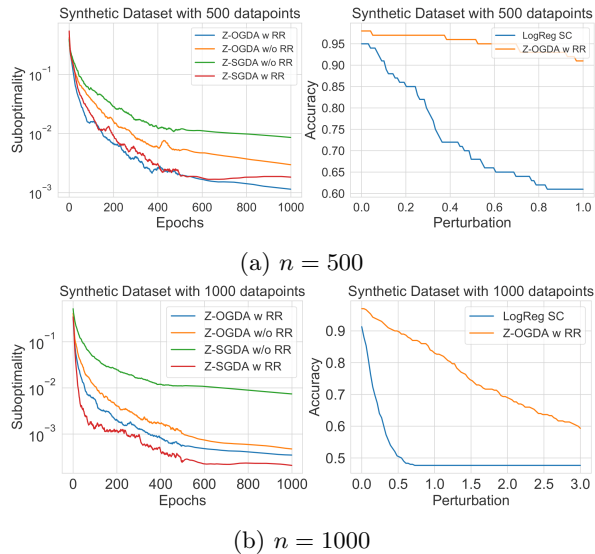 Synthetic Dataset with 500 datapoints
Suboptimality
10⁻¹
10⁻²
10⁻³
Z-OGDA w RR
Z-OGDA w/o RR
Z-SGDA w/o RR
Z-SGDA w RR
0 200 400 600 800 1000
Epochs
Synthetic Dataset with 500 datapoints
Accuracy
0.95
0.90
0.85
0.80
0.75
0.70
0.65
0.60
LogReg SC
Z-OGDA w RR
0.0 0.2 0.4 0.6 0.8 1.0
Perturbation
(a) n = 500
Synthetic Dataset with 1000 datapoints
Suboptimality
10⁻¹
10⁻²
10⁻³
Z-OGDA w RR
Z-OGDA w/o RR
Z-SGDA w/o RR
Z-SGDA w RR
0 200 400 600 800 1000
Epochs
Synthetic Dataset with 1000 datapoints
Accuracy
0.9
0.8
0.7
0.6
0.5
LogReg SC
Z-OGDA w RR
0.0 0.5 1.0 1.5 2.0 2.5 3.0
Perturbation
(b) n = 1000